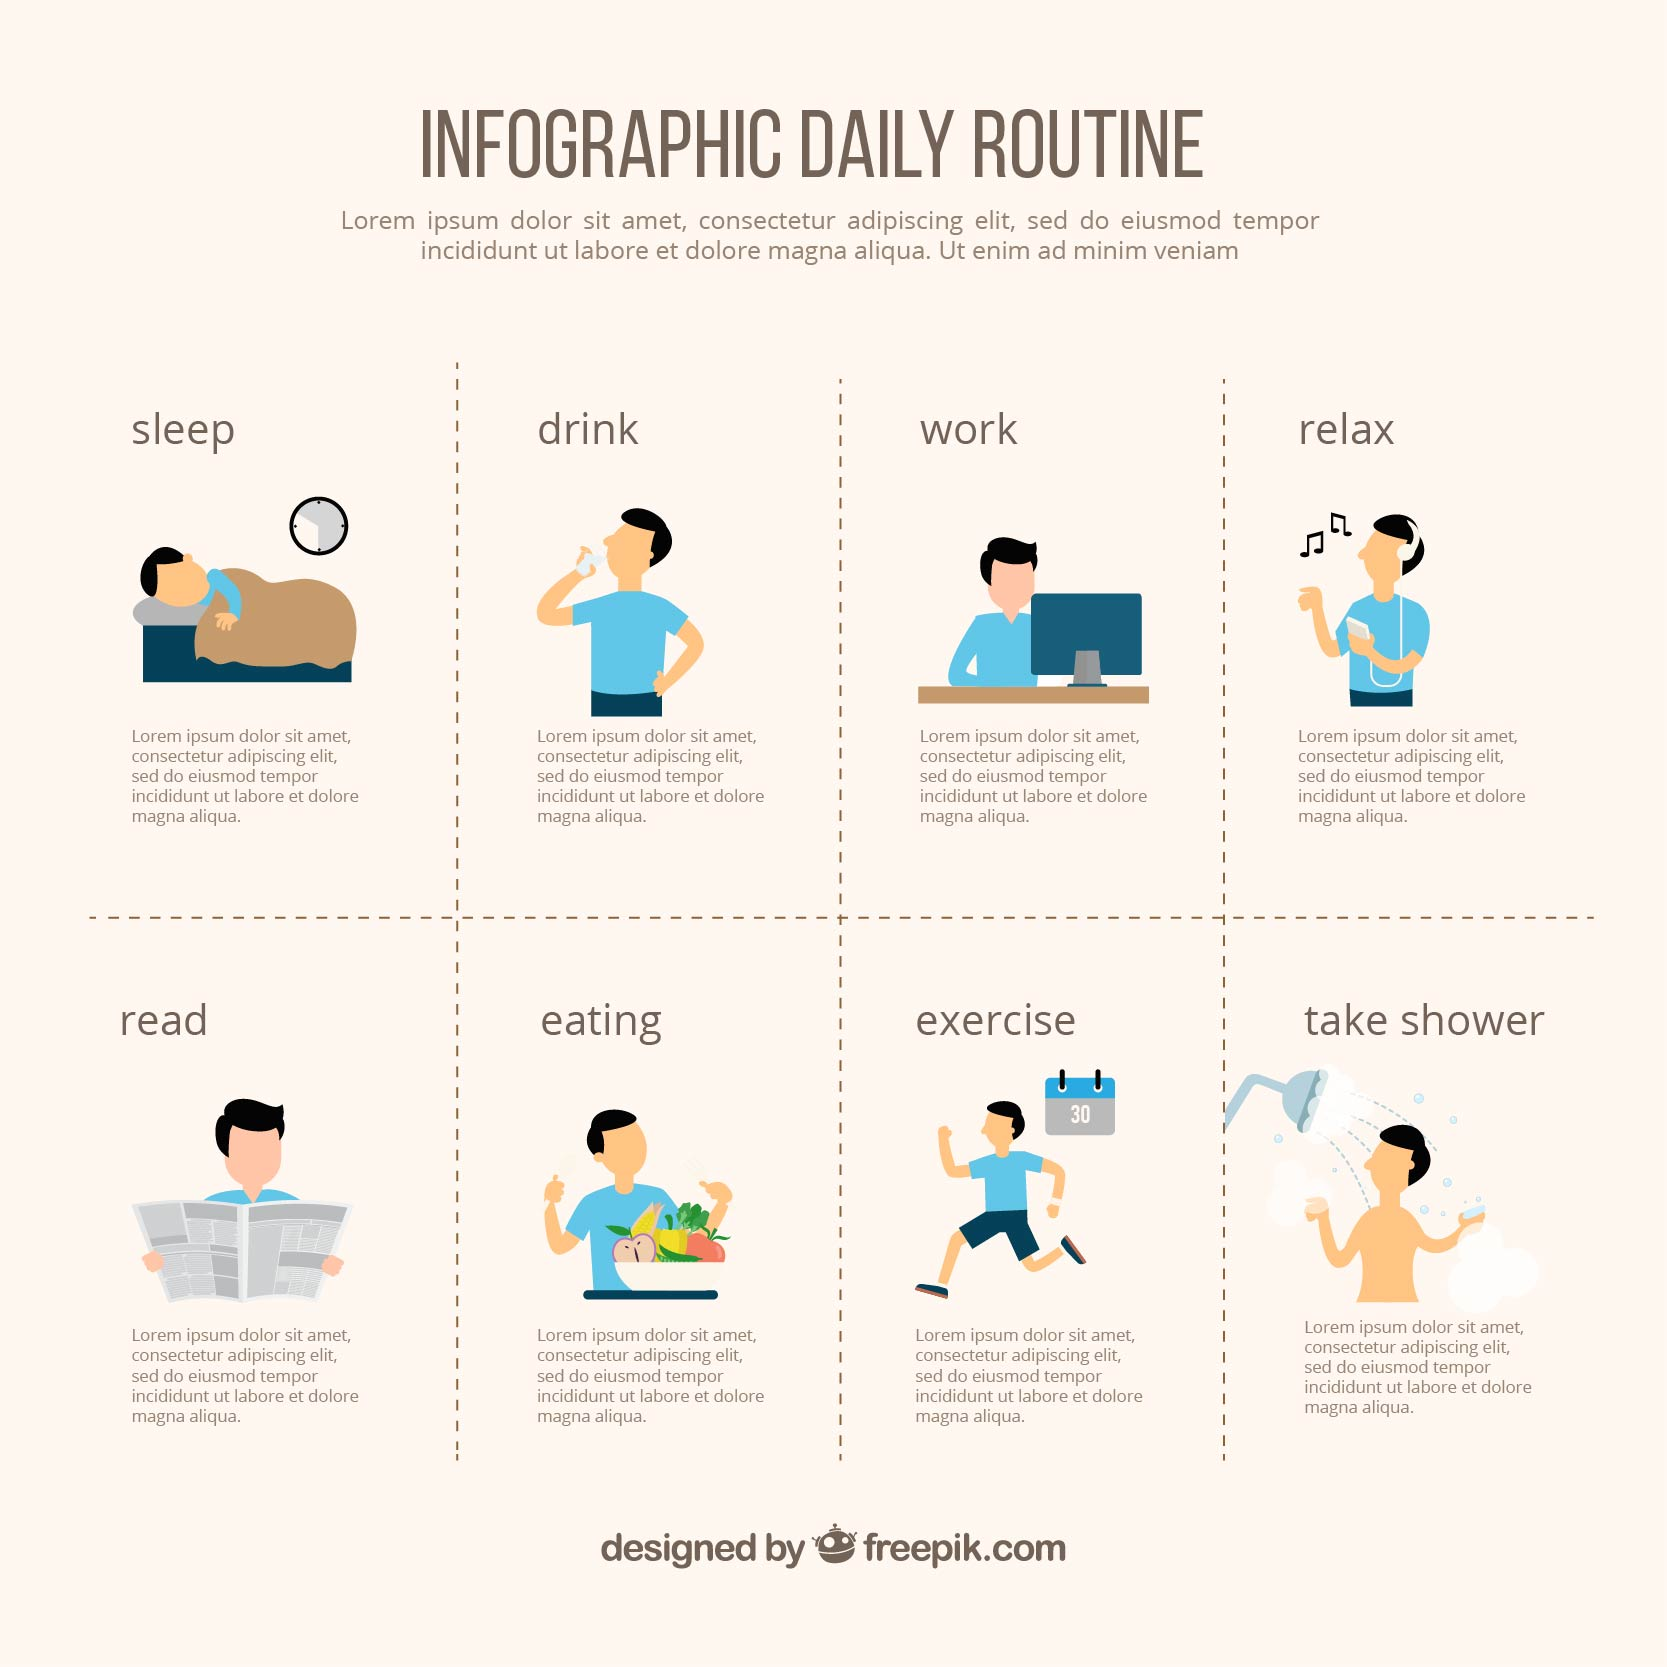 INFOGRAPHIC DAILY ROUTINE
Lorem ipsum dolor sit amet, consectetur adipiscing elit, sed do eiusmod tempor
incididunt ut labore et dolore magna aliqua. Ut enim ad minim veniam
sleep
Lorem ipsum dolor sit amet,
consectetur adipiscing elit,
sed do eiusmod tempor
incididunt ut labore et dolore
magna aliqua.
drink
Lorem ipsum dolor sit amet,
consectetur adipiscing elit,
sed do eiusmod tempor
incididunt ut labore et dolore
magna aliqua.
work
Lorem ipsum dolor sit amet,
consectetur adipiscing elit,
sed do eiusmod tempor
incididunt ut labore et dolore
magna aliqua.
relax
Lorem ipsum dolor sit amet,
consectetur adipiscing elit,
sed do eiusmod tempor
incididunt ut labore et dolore
magna aliqua.
read
Lorem ipsum dolor sit amet,
consectetur adipiscing elit,
sed do eiusmod tempor
incididunt ut labore et dolore
magna aliqua.
eating
Lorem ipsum dolor sit amet,
consectetur adipiscing elit,
sed do eiusmod tempor
incididunt ut labore et dolore
magna aliqua.
exercise
30
Lorem ipsum dolor sit amet,
consectetur adipiscing elit,
sed do eiusmod tempor
incididunt ut labore et dolore
magna aliqua.
take shower
Lorem ipsum dolor sit amet,
consectetur adipiscing elit,
sed do eiusmod tempor
incididunt ut labore et dolore
magna aliqua.
designed by freepik.com